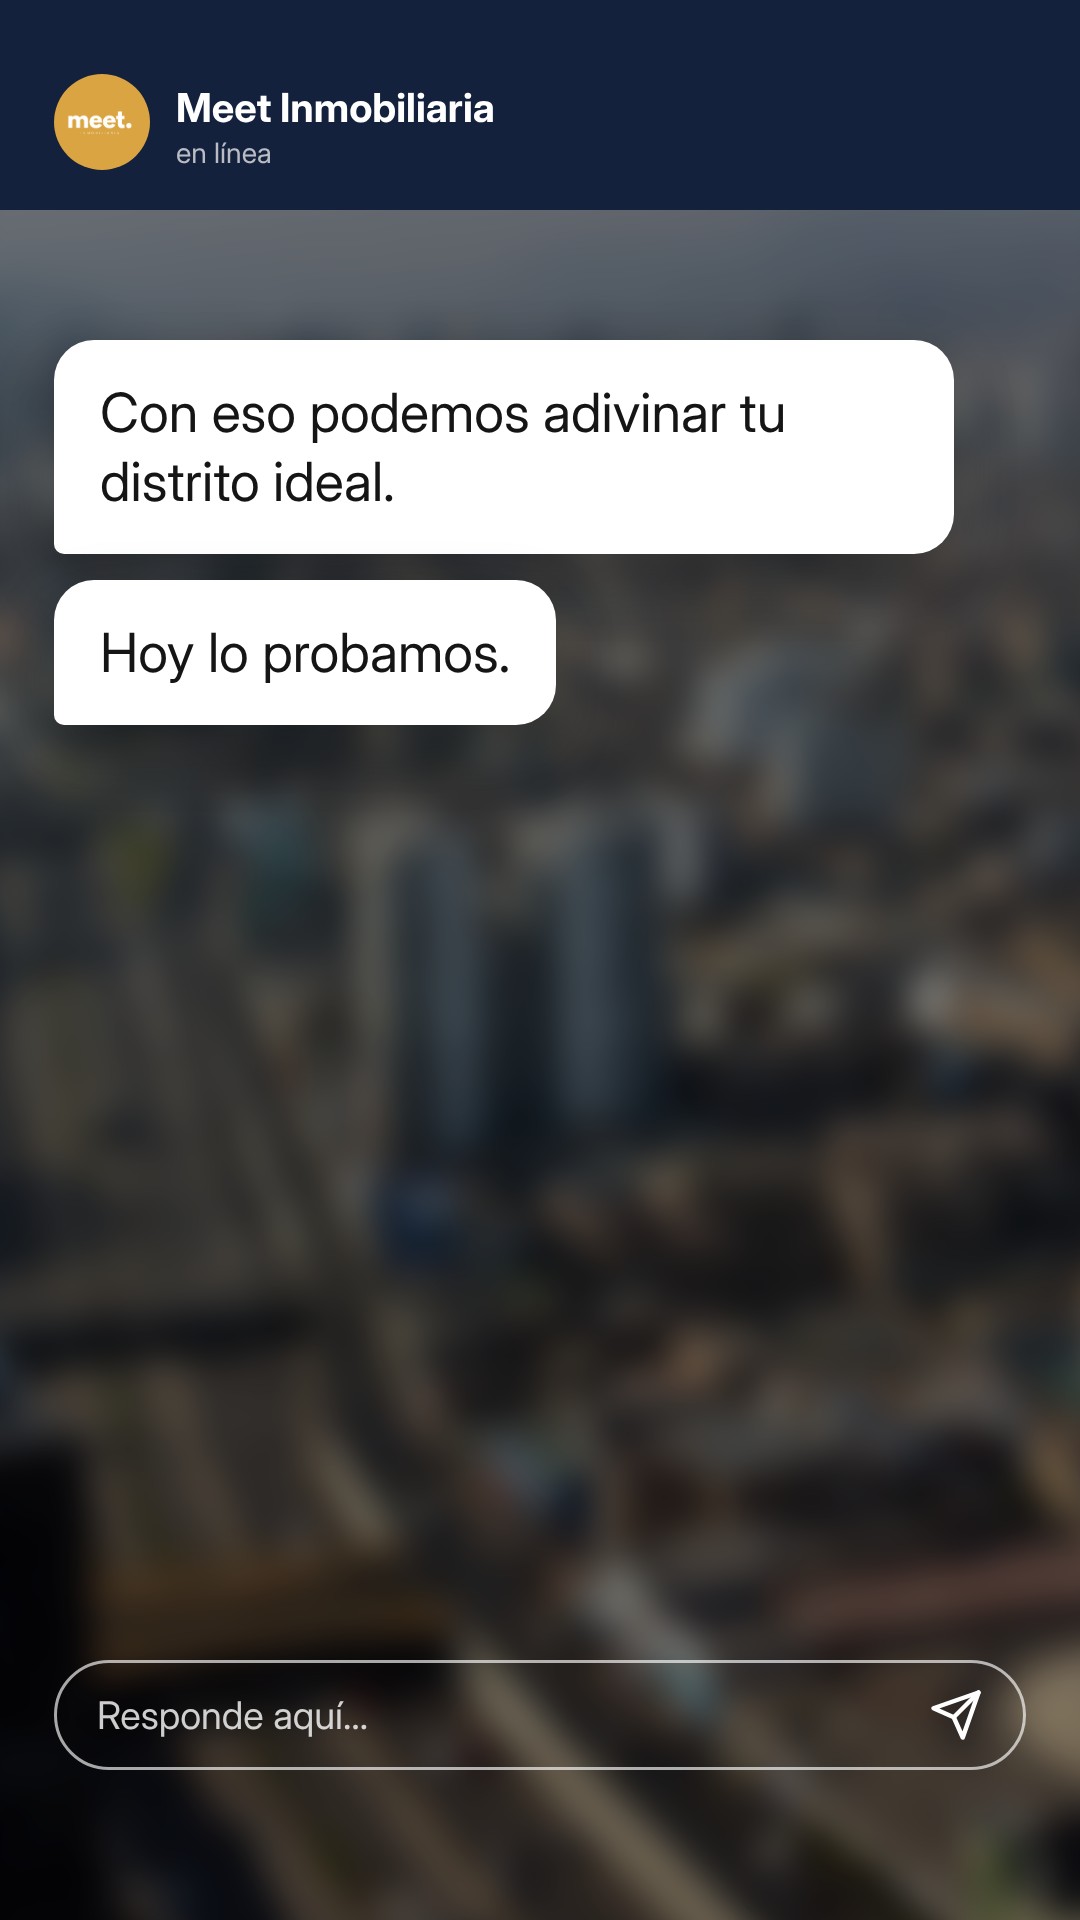 meet.
Meet Inmobiliaria
en línea
Con eso podemos adivinar tu
distrito ideal.
Hoy lo probamos.
Responde aquí...